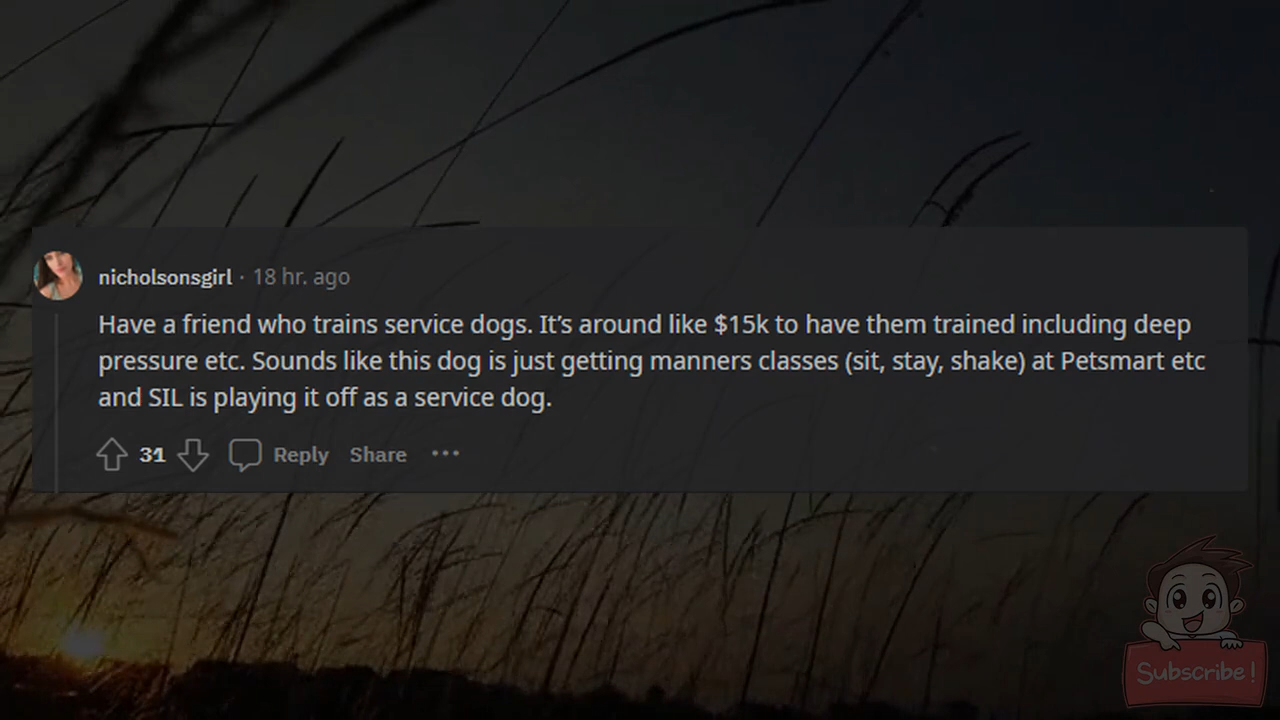 nicholsonsgirl · 18 hr. ago
Have a friend who trains service dogs. It's around like $15k to have them trained including deep
pressure etc. Sounds like this dog is just getting manners classes (sit, stay, shake) at Petsmart etc
and SIL is playing it off as a service dog.
31 Reply Share ···
Subscribe!